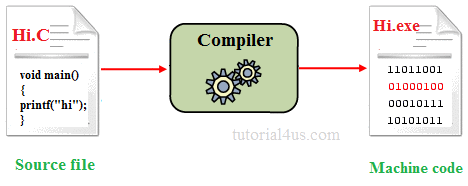 Hi.C
void main()
{
printf("hi");
}
Source file
Compiler
tutorial4us.com
Hi.exe
11011001
01000100
00010111
10101011
Machine code